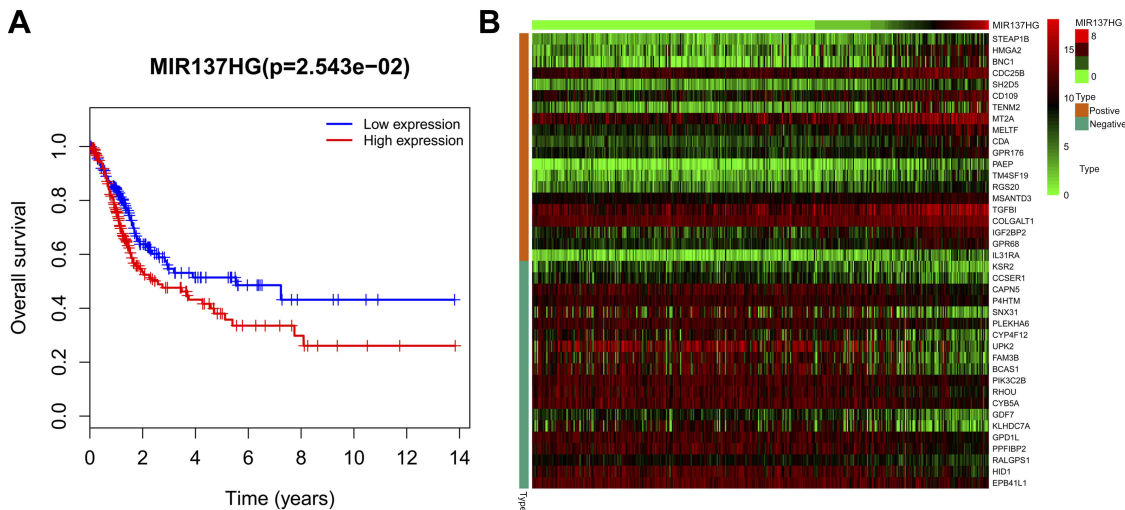 A
MIR137HG(p=2.543e−02)
Low expression
High expression
Overall survival
1.0
0.8
0.6
0.4
0.2
0.0
0 2 4 6 8 10 12 14
Time (years)
B
MIR137HG
STEAP1B
HMGA2
BNC1
CDC25B
SH2D5
CD109
TENM2
MT2A
MELTF
CDA
GPR176
PAEP
TM4SF19
RGS20
MSANTD3
TGFBI
COLGALT1
IGF2BP2
GPR68
IL31RA
KSR2
CCSER1
CAPN5
P4HTM
SNX31
PLEKHA6
CYP4F12
UPK2
FAM3B
BCAS1
PIK3C2B
RHOU
CYB5A
GDF7
KLHDC7A
GPD1L
PPFIBP2
RALGPS1
HID1
EPB41L1
Type
15
10
5
0
MIR137HG
8
0
Type
Postive
Negative
Type